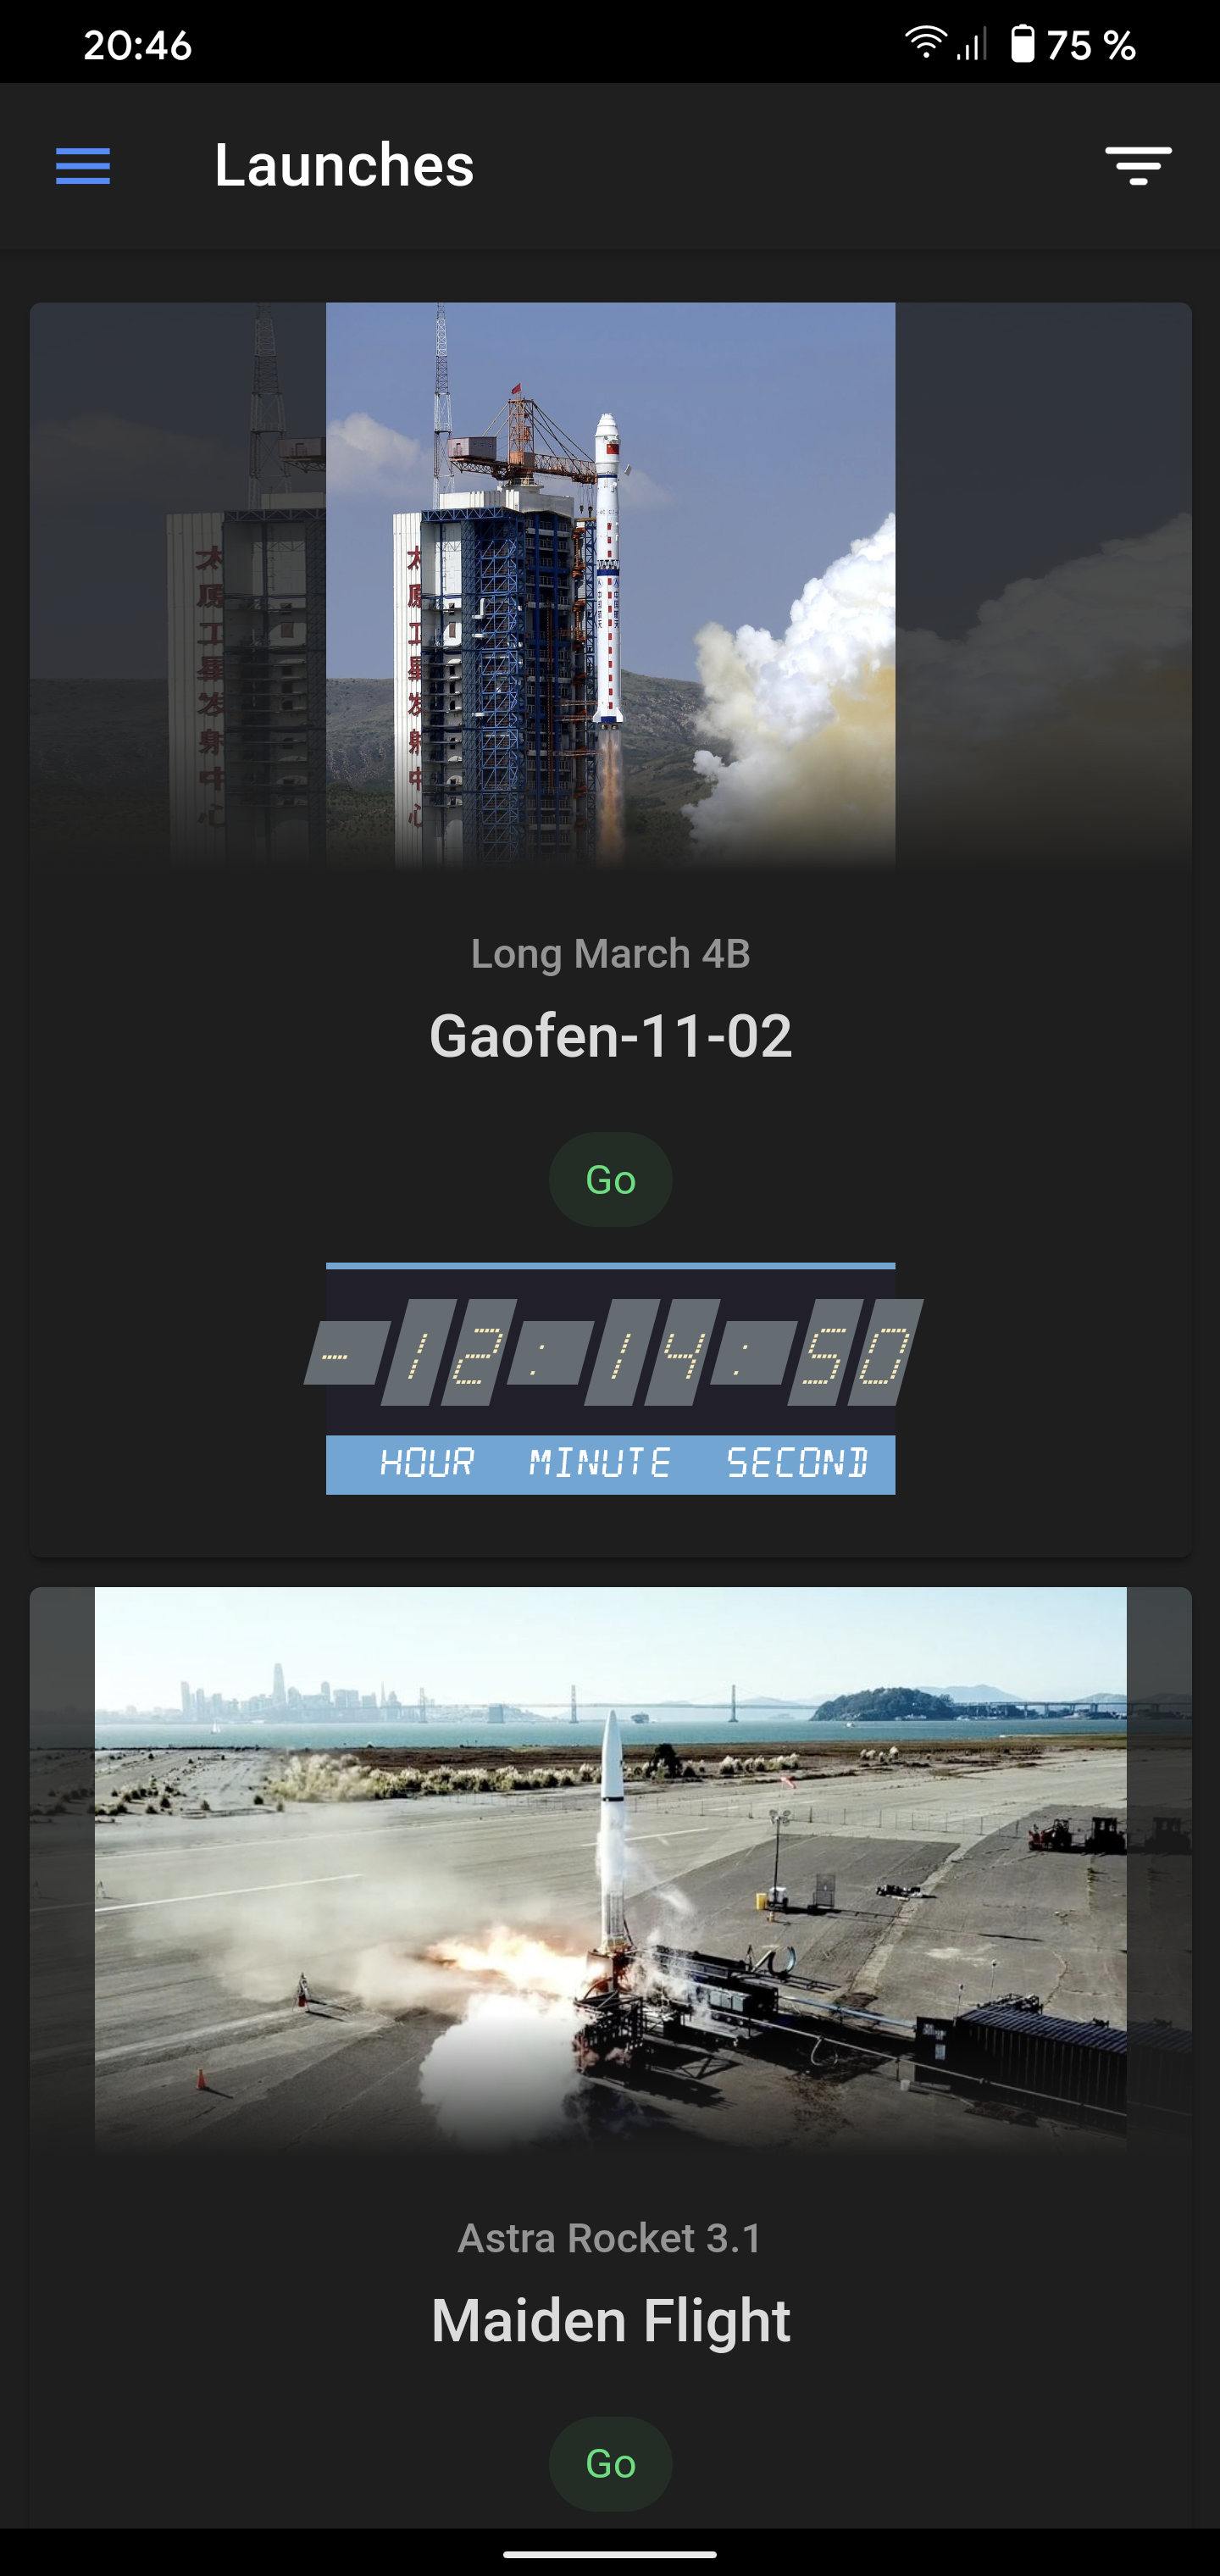 20:46
75 %
Launches
太原卫星发射中心
Long March 4B
Gaofen-11-02
Go
-12:14:50
HOUR MINUTE SECOND
Astra Rocket 3.1
Maiden Flight
Go